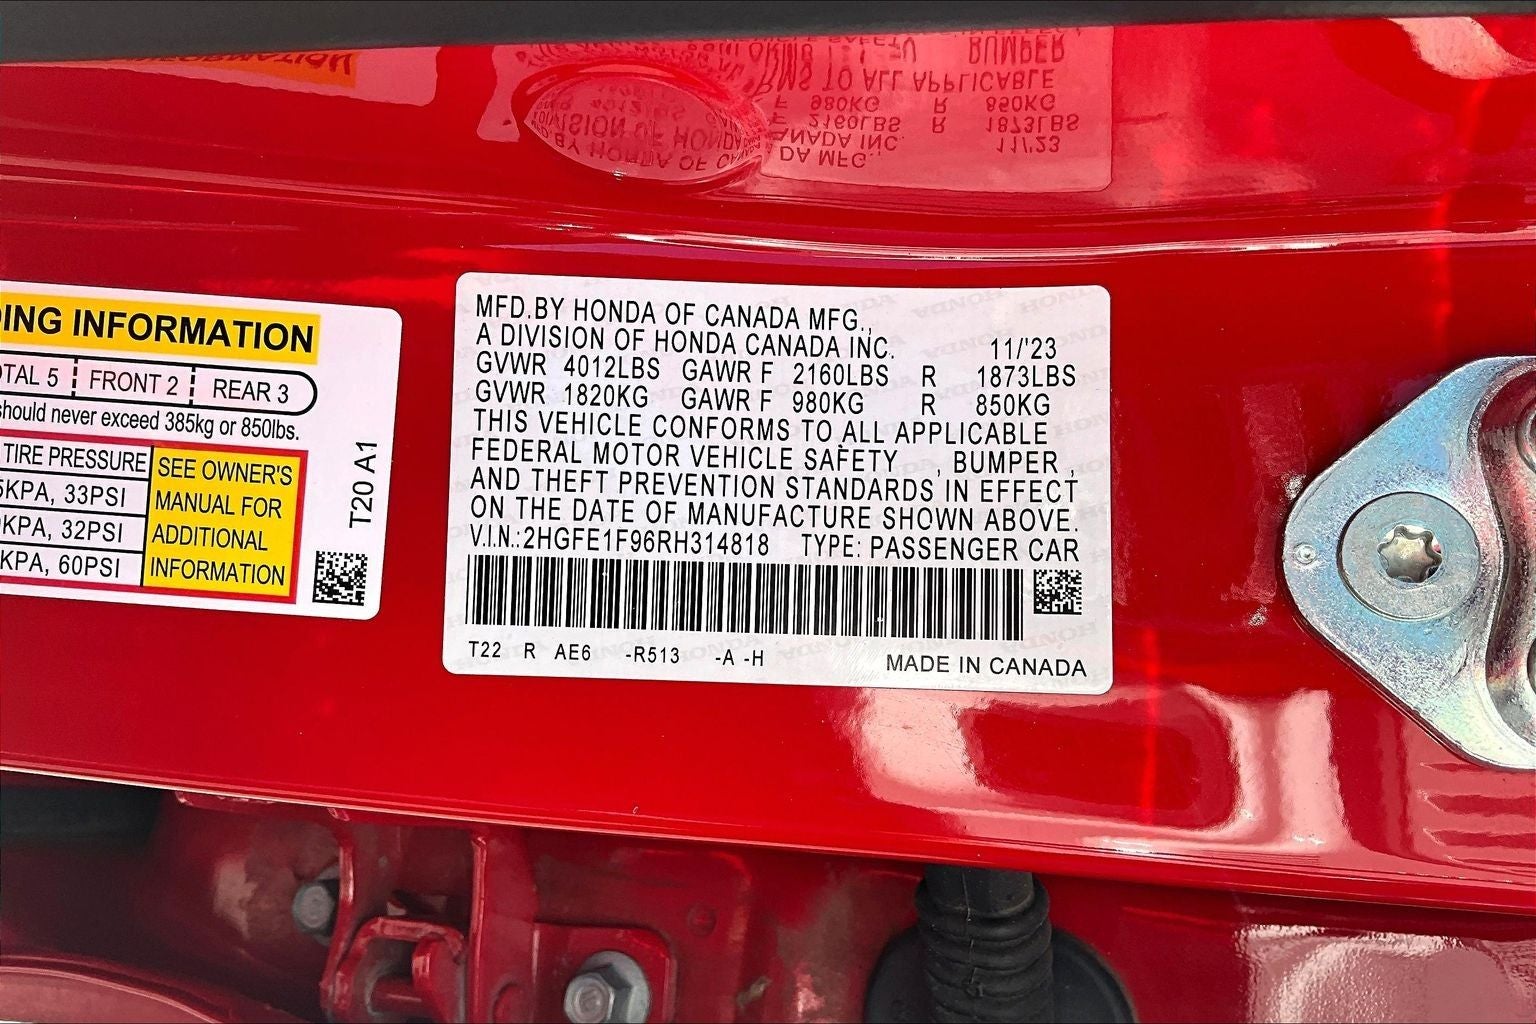 DING INFORMATION
TOTAL 5 FRONT 2 REAR 3
should never exceed 385kg or 850lbs.
TIRE PRESSURE
5KPA, 33PSI
KPA, 32PSI
KPA, 60PSI
SEE OWNER'S
MANUAL FOR
ADDITIONAL
INFORMATION
T20 A1
MFD.BY HONDA OF CANADA MFG.,
A DIVISION OF HONDA CANADA INC. 11/'23
GVWR 4012LBS GAWR F 2160LBS R 1873LBS
GVWR 1820KG GAWR F 980KG R 850KG
THIS VEHICLE CONFORMS TO ALL APPLICABLE
FEDERAL MOTOR VEHICLE SAFETY , BUMPER ,
AND THEFT PREVENTION STANDARDS IN EFFECT
ON THE DATE OF MANUFACTURE SHOWN ABOVE.
V.I.N.:2HGFE1F96RH314818 TYPE: PASSENGER CAR
T22 R AE6 -R513 -A -H MADE IN CANADA